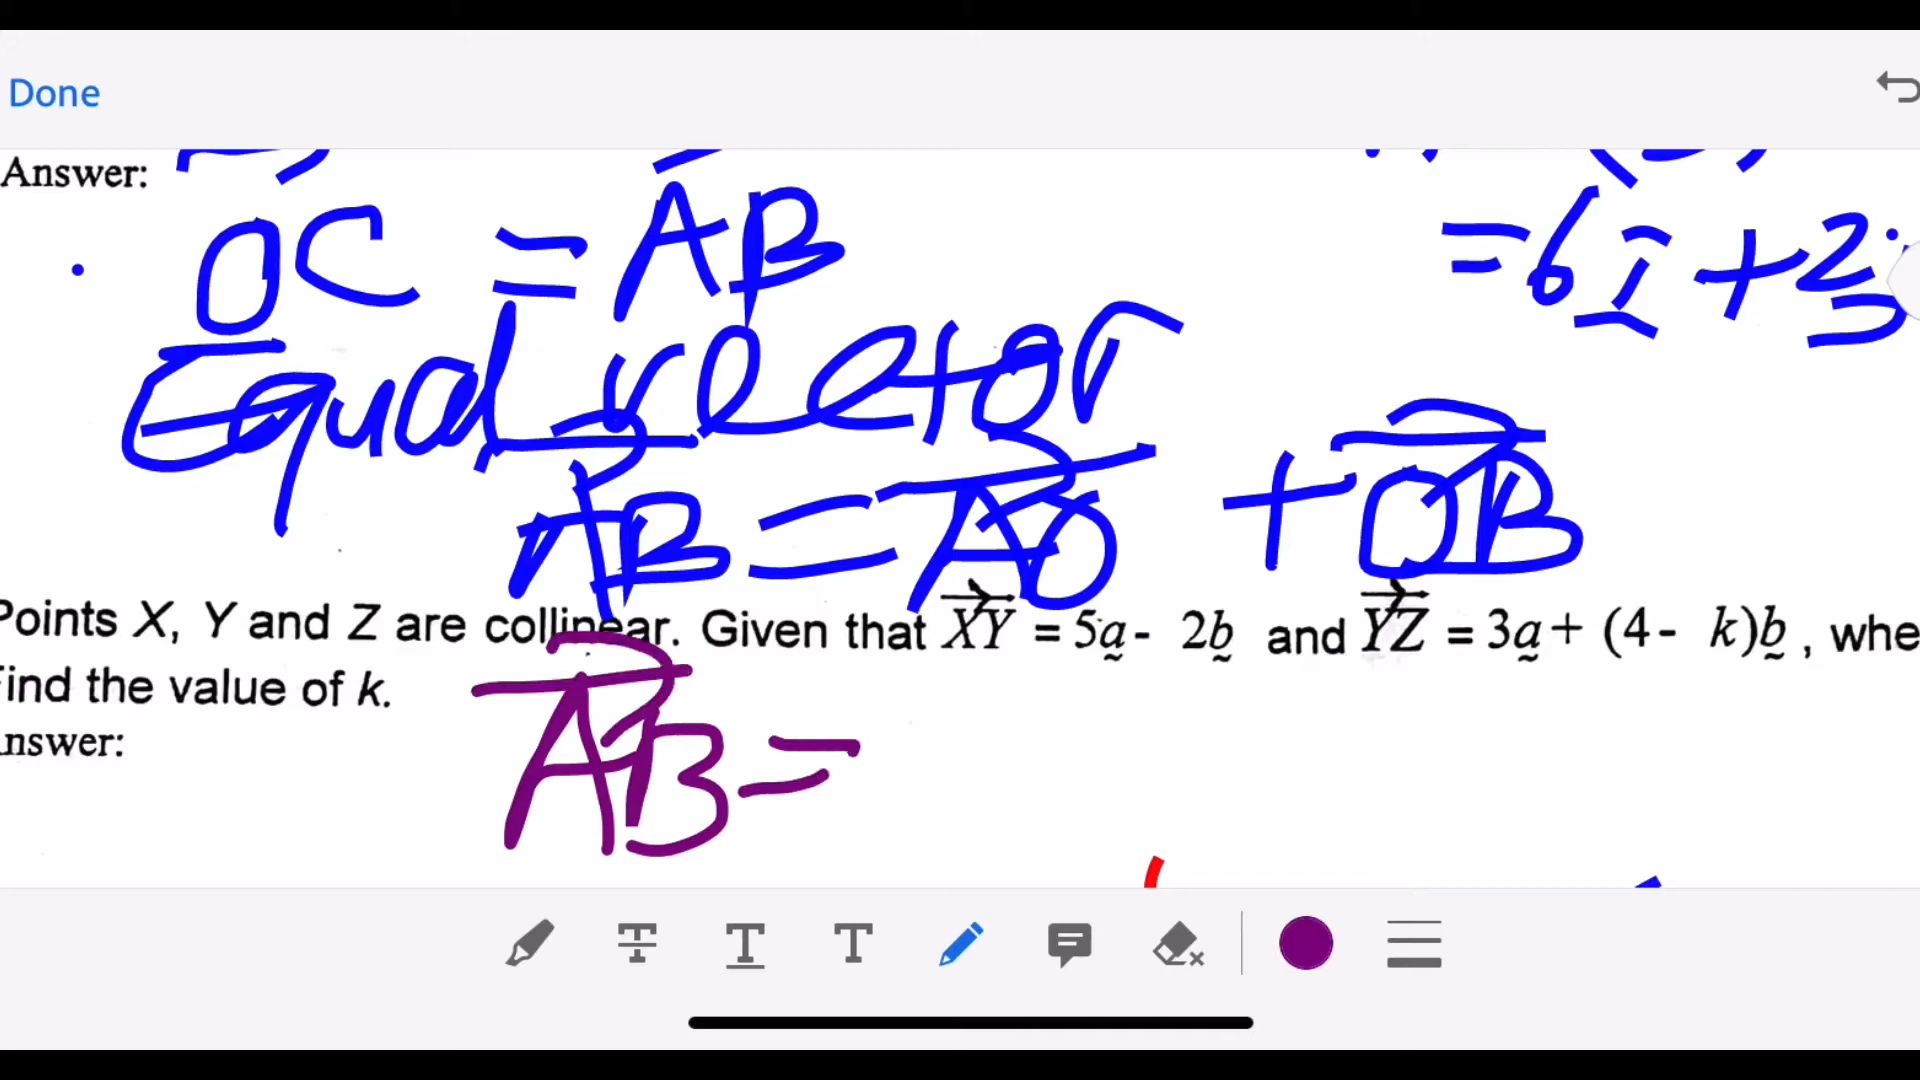 Done
Answer:
OC = AB
= 6i + 2j
Equal vector
AB = AO + OB
Points X, Y and Z are collinear. Given that XY = 5a - 2b and YZ = 3a + (4 - k)b , whe
Find the value of k.
nswer:
AB =
T T T